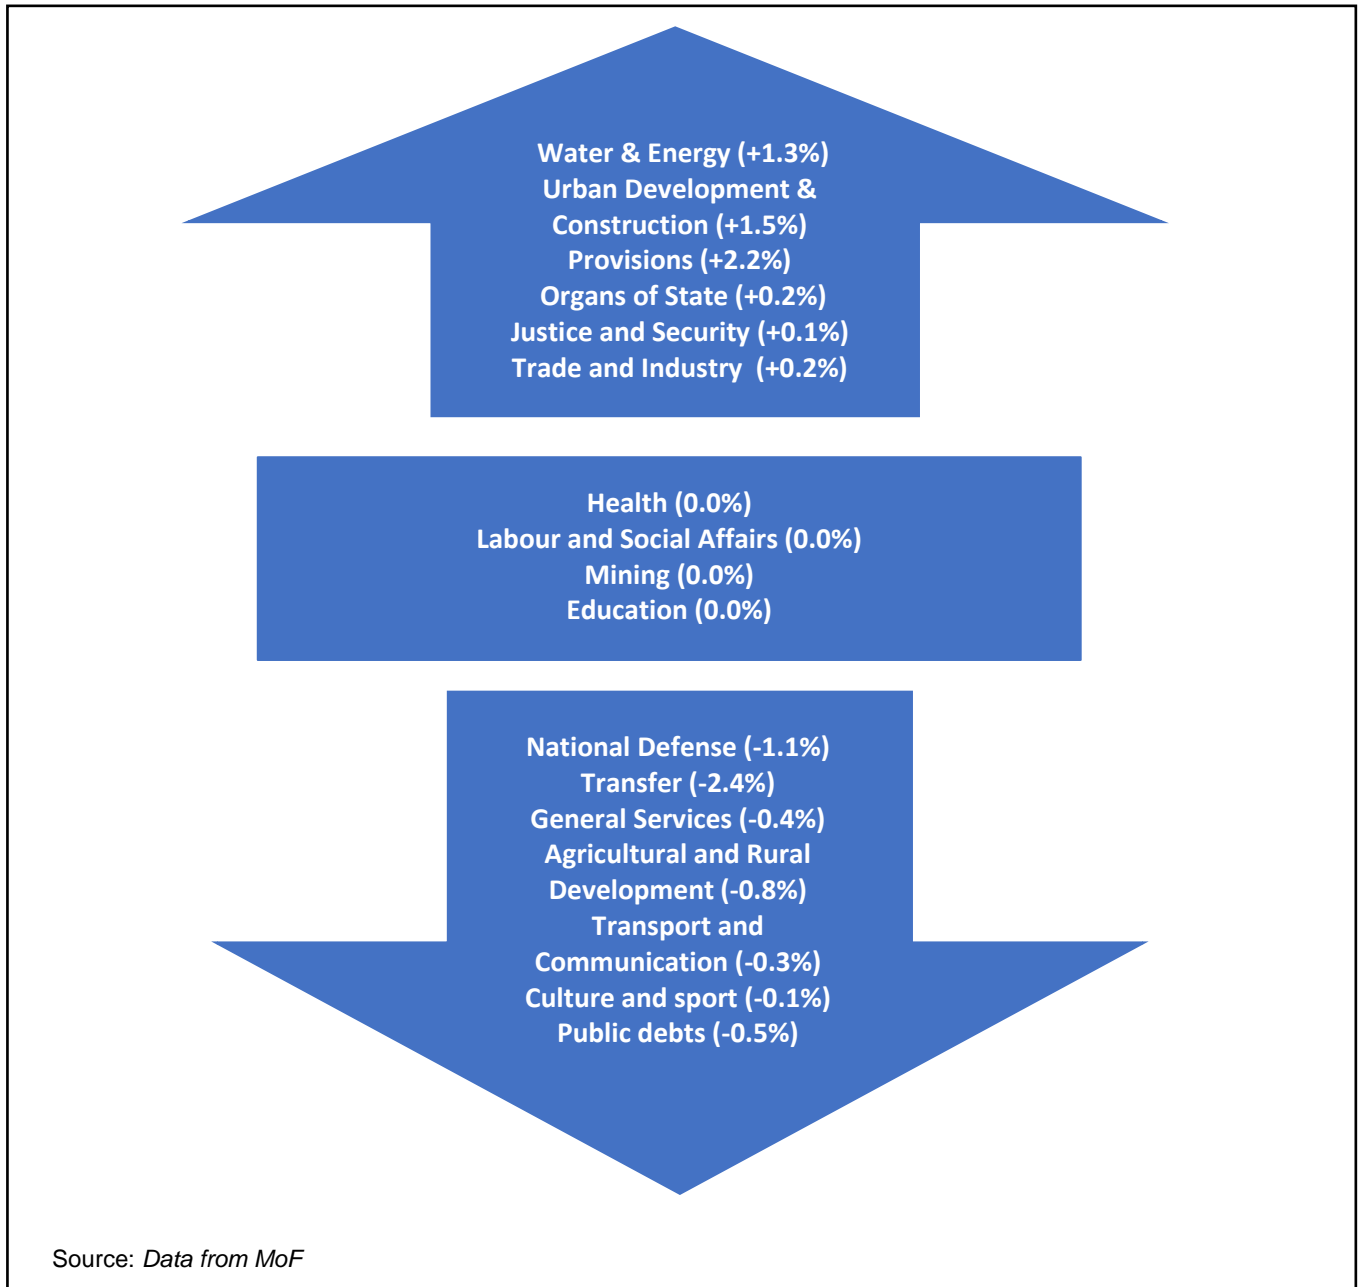 Water & Energy (+1.3%)
Urban Development &
Construction (+1.5%)
Provisions (+2.2%)
Organs of State (+0.2%)
Justice and Security (+0.1%)
Trade and Industry  (+0.2%)
Health (0.0%)
Labour and Social Affairs (0.0%)
Mining (0.0%)
Education (0.0%)
National Defense (-1.1%)
Transfer (-2.4%)
General Services (-0.4%)
Agricultural and Rural
Development (-0.8%)
Transport and
Communication (-0.3%)
Culture and sport (-0.1%)
Public debts (-0.5%)
Source: Data from MoF